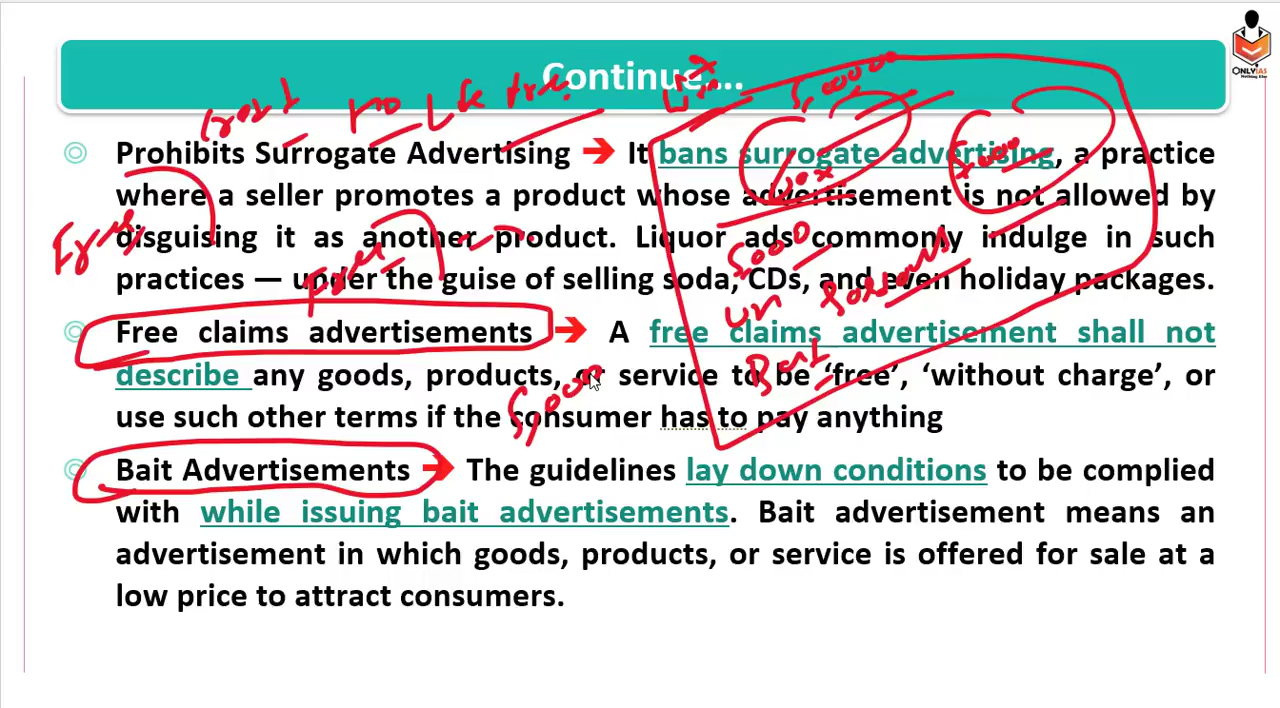 Continue....
Prohibits Surrogate Advertising ➔ It bans surrogate advertising, a practice
where a seller promotes a product whose advertisement is not allowed by
disguising it as another product. Liquor ads commonly indulge in such
practices — under the guise of selling soda, CDs, and even holiday packages.
Free claims advertisements ➔ A free claims advertisement shall not
describe any goods, products, or service to be ‘free’, ‘without charge’, or
use such other terms if the consumer has to pay anything
Bait Advertisements ➔ The guidelines lay down conditions to be complied
with while issuing bait advertisements. Bait advertisement means an
advertisement in which goods, products, or service is offered for sale at a
low price to attract consumers.
ONLYIAS
5,000
Bait